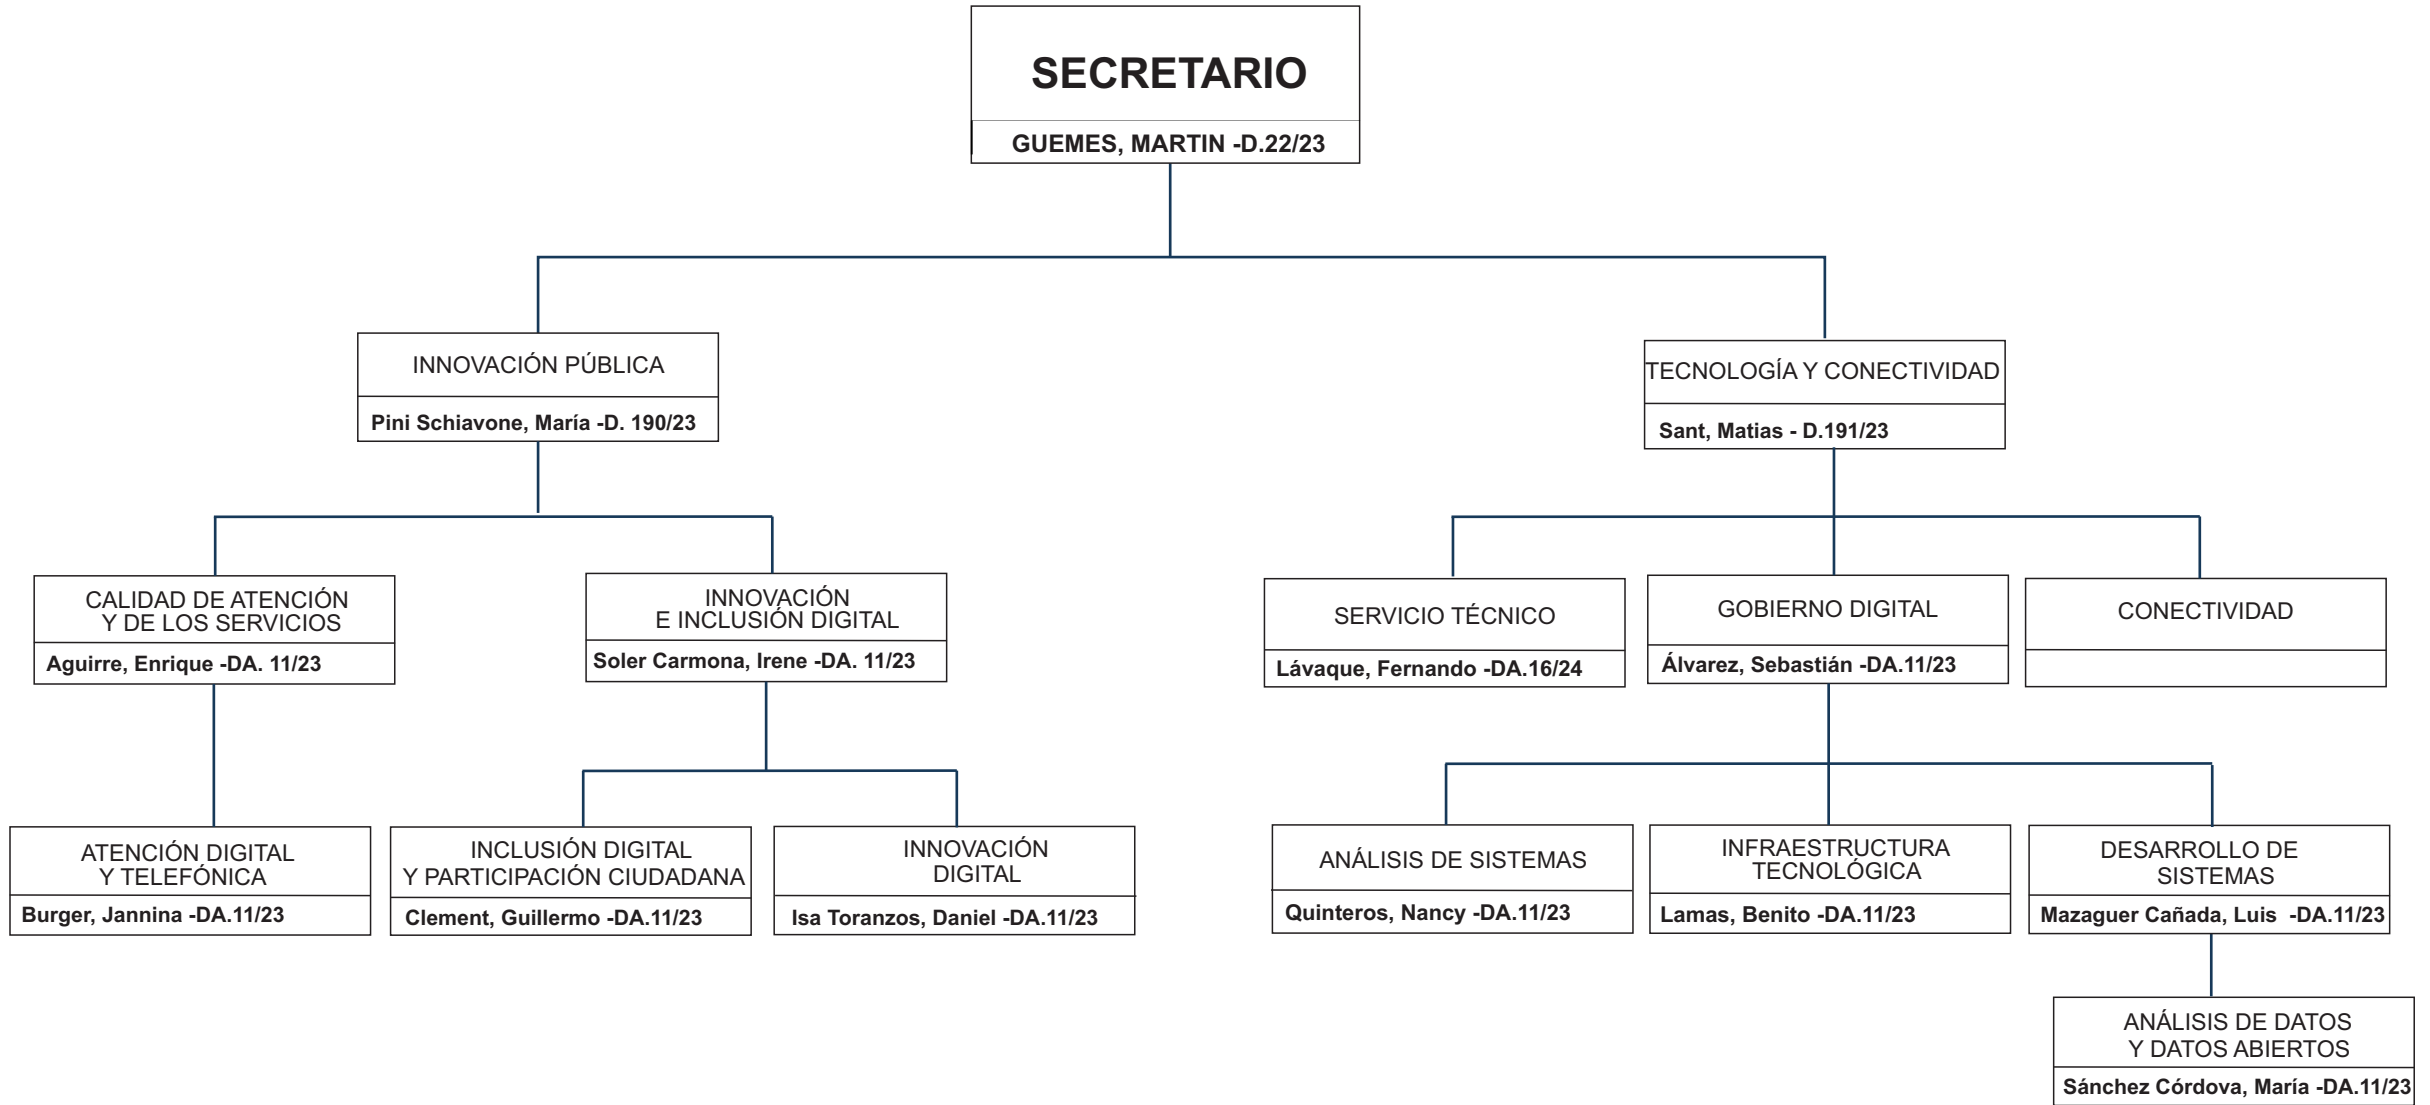 SECRETARIO
GUEMES, MARTIN -D.22/23
INNOVACIÓN PÚBLICA
Pini Schiavone, María -D. 190/23
TECNOLOGÍA Y CONECTIVIDAD
Sant, Matias - D.191/23
CALIDAD DE ATENCIÓN
Y DE LOS SERVICIOS
Aguirre, Enrique -DA. 11/23
INNOVACIÓN
E INCLUSIÓN DIGITAL
Soler Carmona, Irene -DA. 11/23
SERVICIO TÉCNICO
Lávaque, Fernando -DA.16/24
GOBIERNO DIGITAL
Álvarez, Sebastián -DA.11/23
CONECTIVIDAD
ATENCIÓN DIGITAL
Y TELEFÓNICA
Burger, Jannina -DA.11/23
INCLUSIÓN DIGITAL
Y PARTICIPACIÓN CIUDADANA
Clement, Guillermo -DA.11/23
INNOVACIÓN
DIGITAL
Isa Toranzos, Daniel -DA.11/23
ANÁLISIS DE SISTEMAS
Quinteros, Nancy -DA.11/23
INFRAESTRUCTURA
TECNOLÓGICA
Lamas, Benito -DA.11/23
DESARROLLO DE
SISTEMAS
Mazaguer Cañada, Luis -DA.11/23
ANÁLISIS DE DATOS
Y DATOS ABIERTOS
Sánchez Córdova, María -DA.11/23